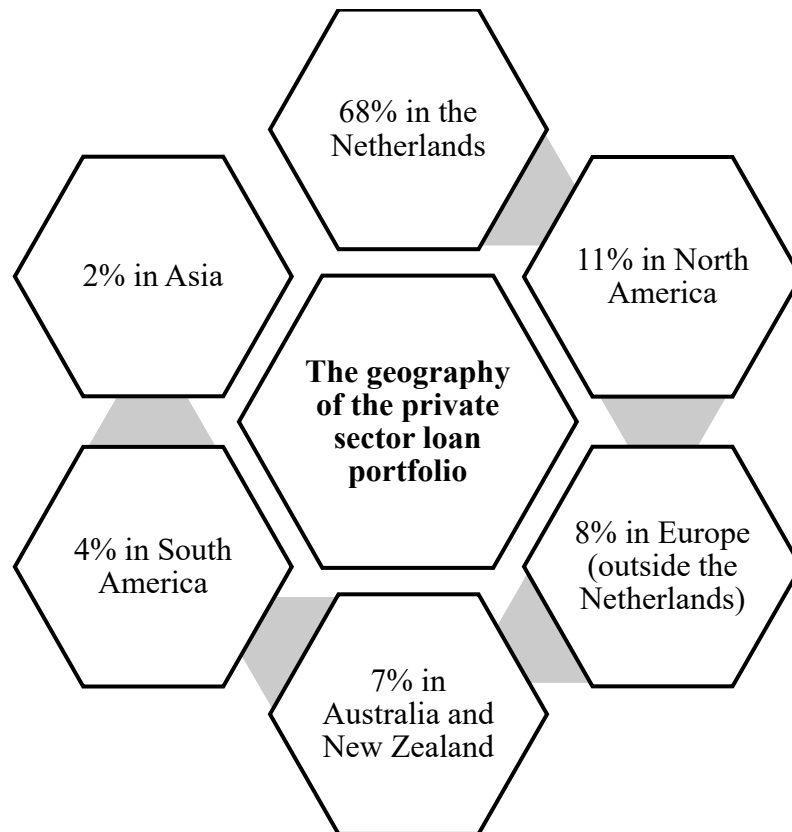 68% in the
Netherlands
11% in North
America
8% in Europe
(outside the
Netherlands)
7% in
Australia and
New Zealand
4% in South
America
2% in Asia
The geography
of the private
sector loan
portfolio